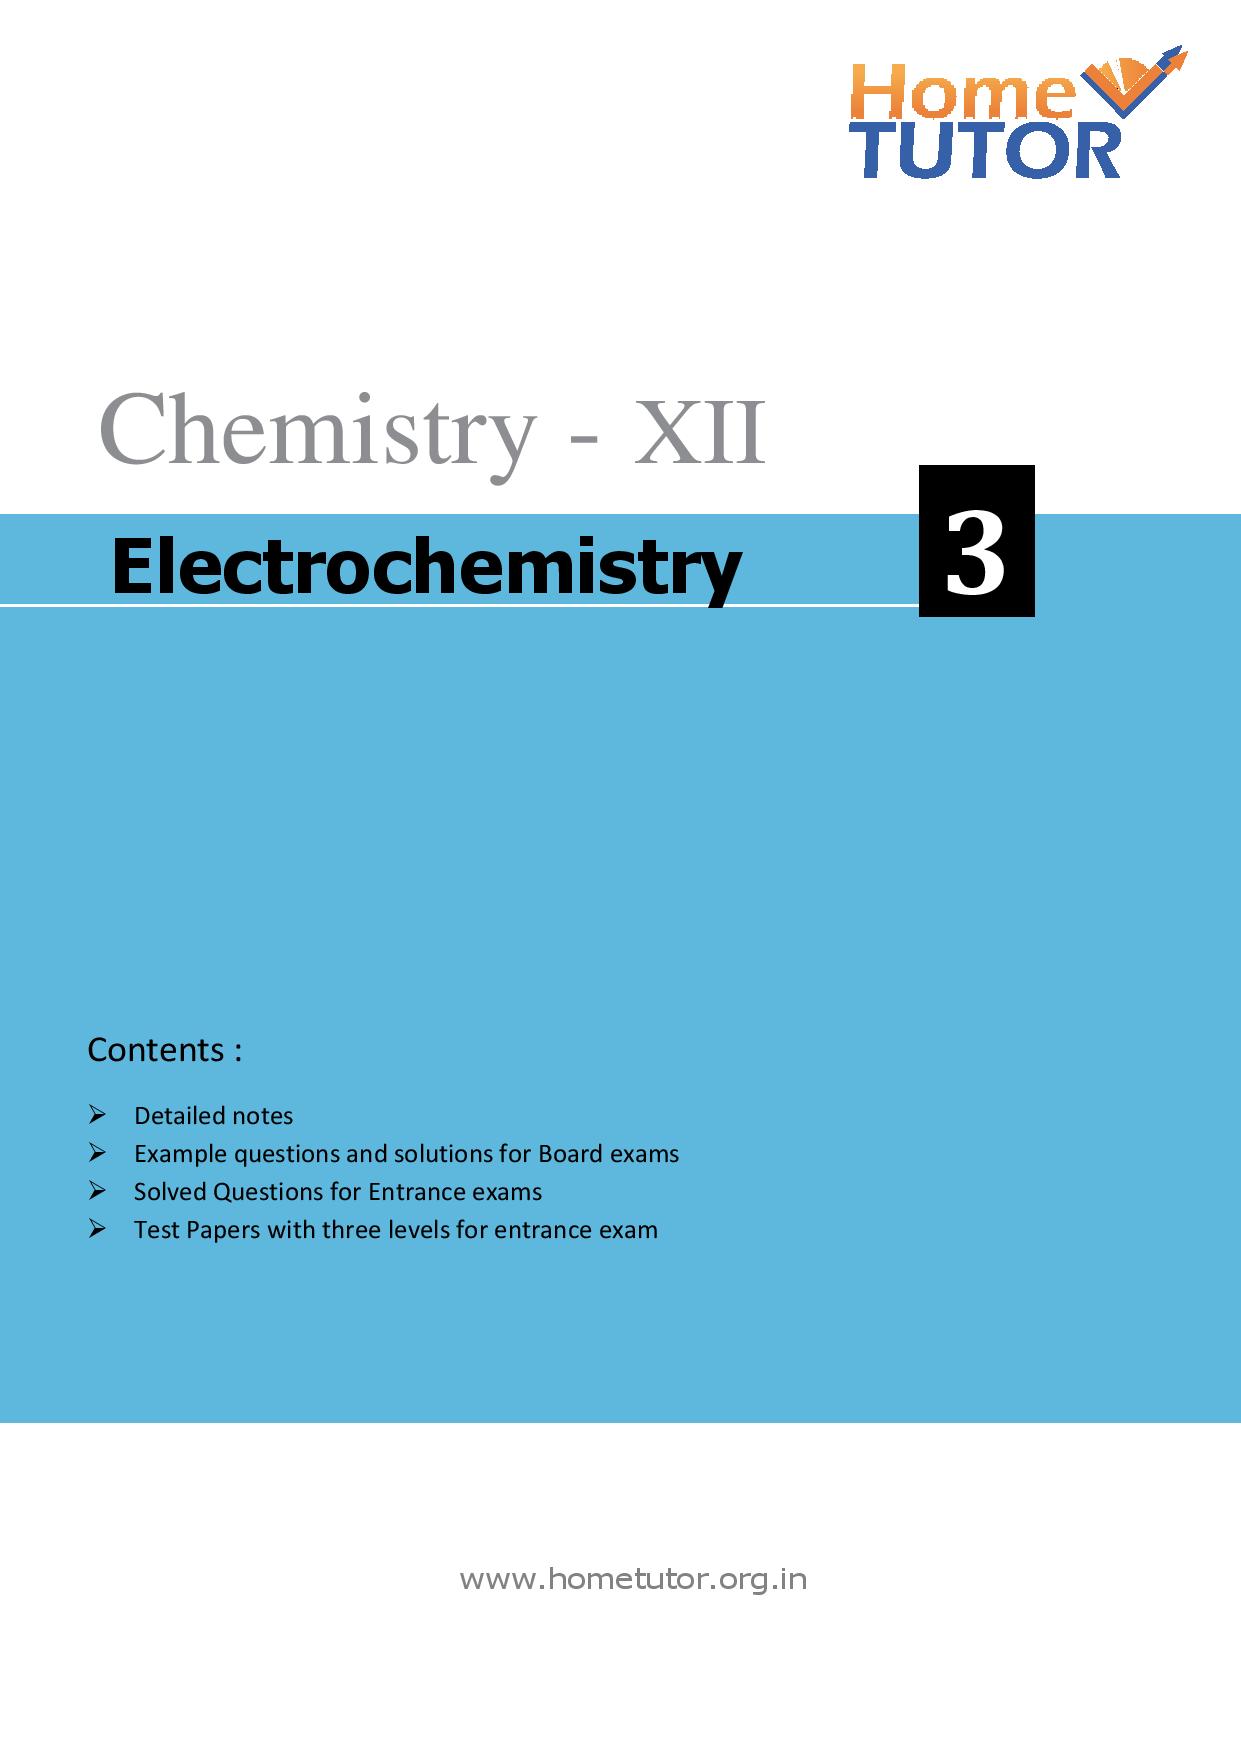 Home
TUTOR
Chemistry - XII
Electrochemistry
3
Contents :
➢ Detailed notes
➢ Example questions and solutions for Board exams
➢ Solved Questions for Entrance exams
➢ Test Papers with three levels for entrance exam
www.hometutor.org.in